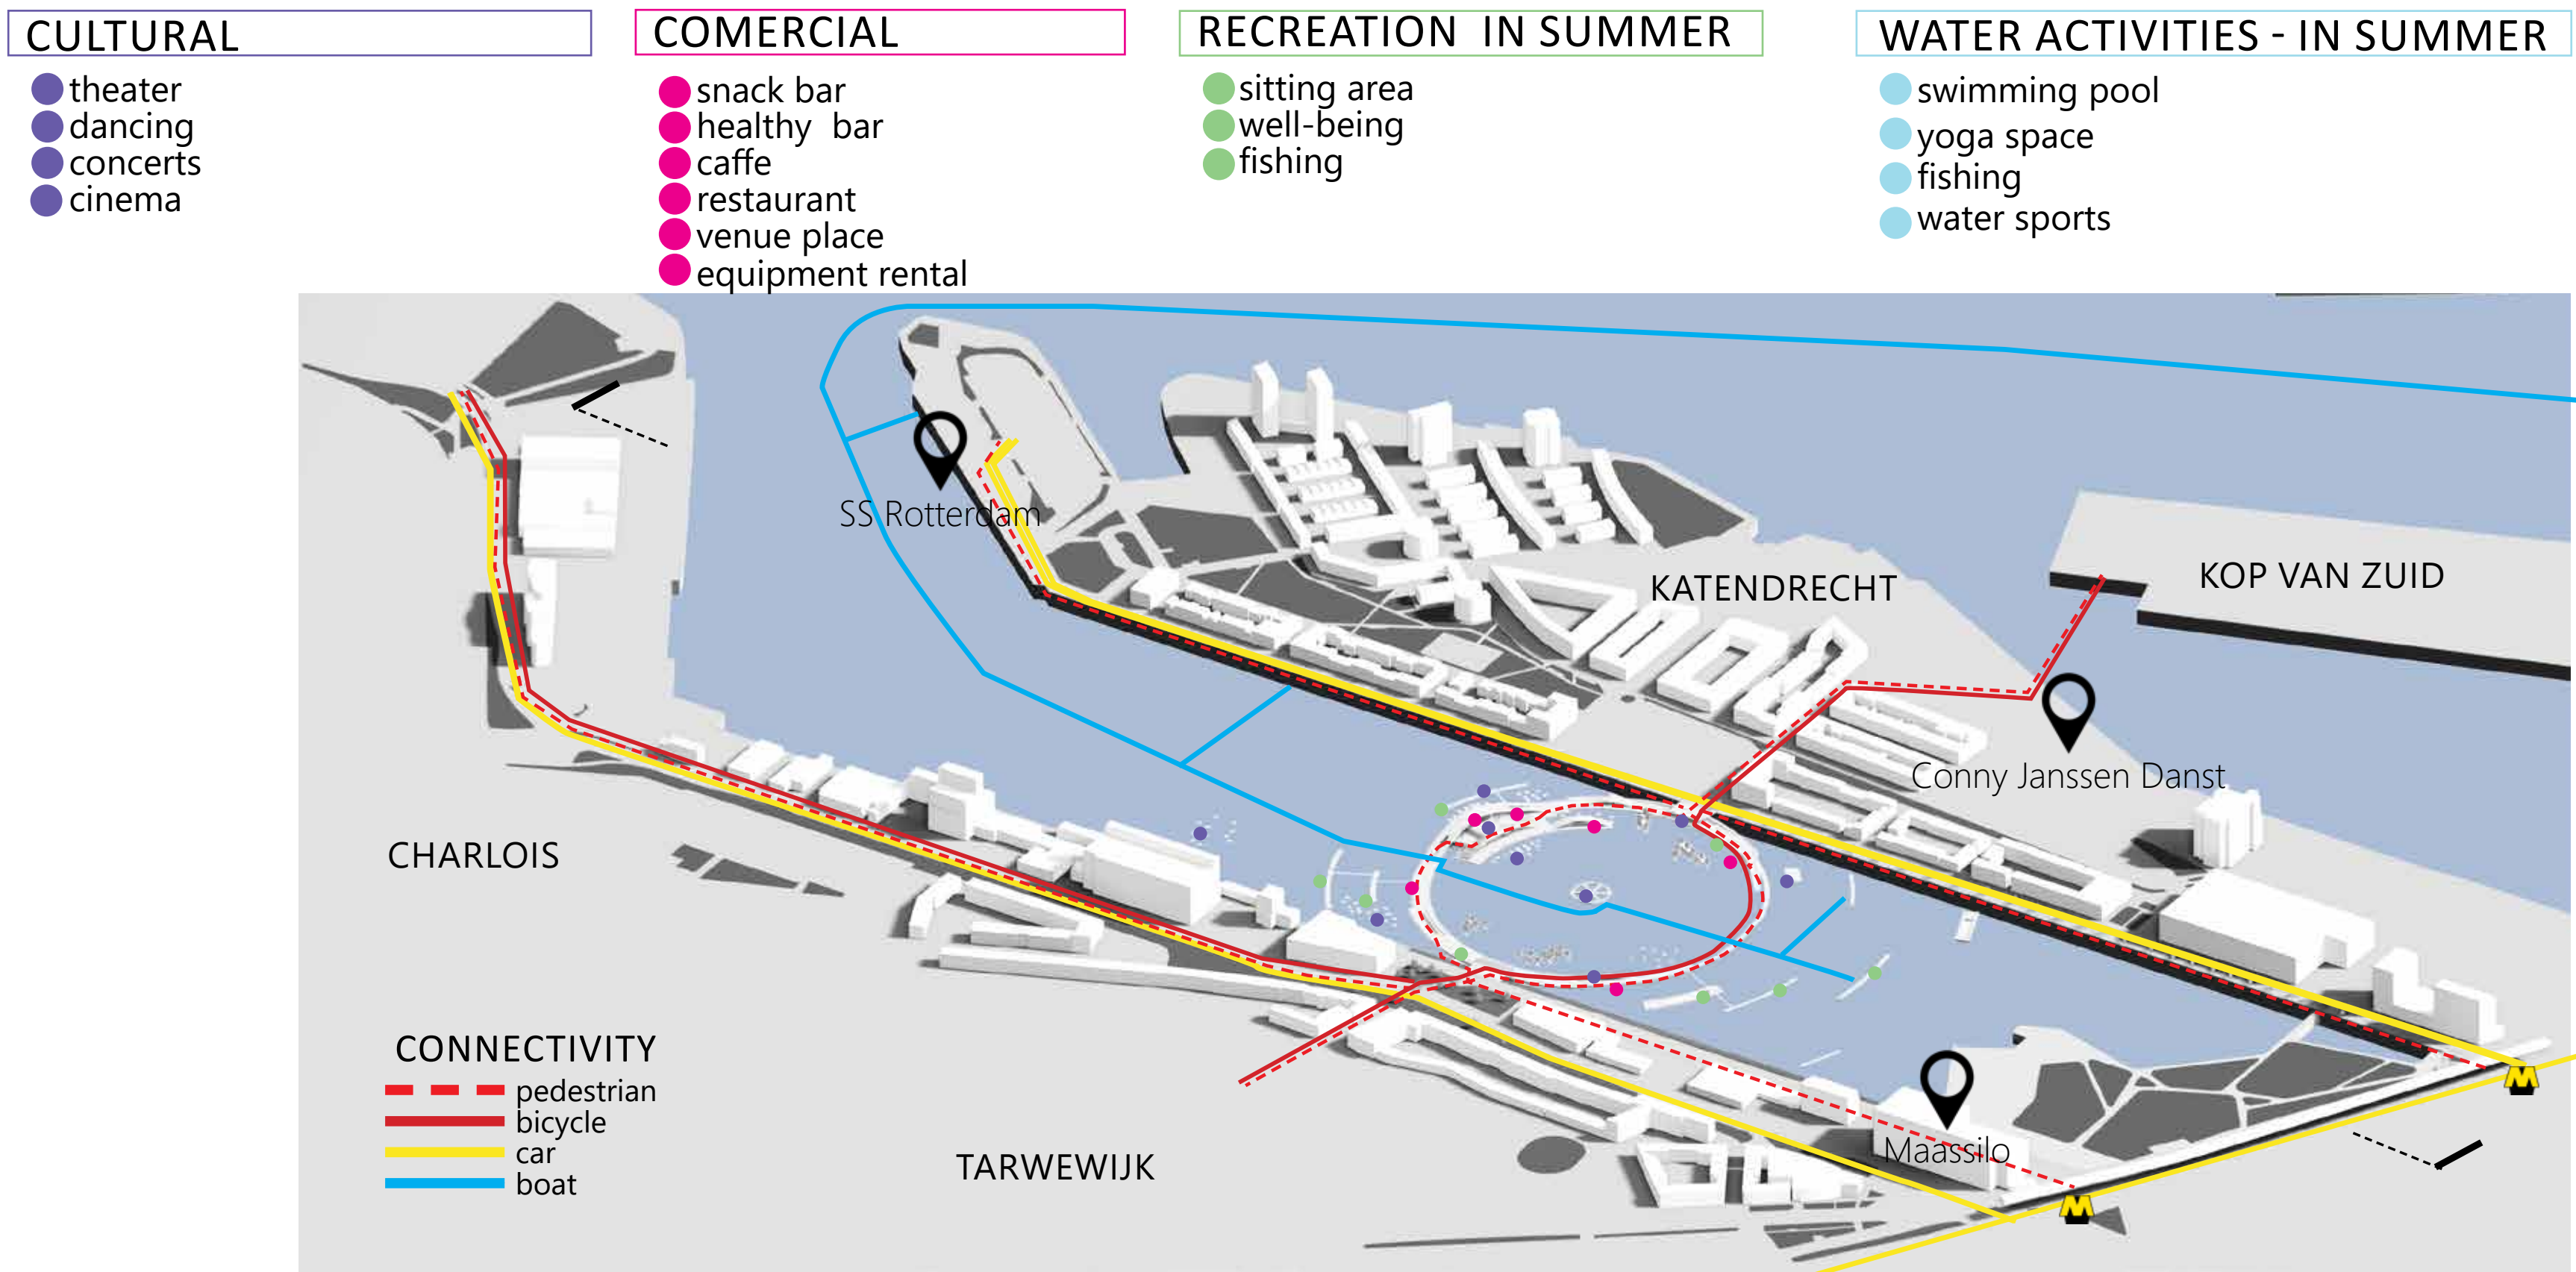 CULTURAL
theater
dancing
concerts
cinema
COMERCIAL
snack bar
healthy bar
caffe
restaurant
venue place
equipment rental
RECREATION IN SUMMER
sitting area
well-being
fishing
WATER ACTIVITIES - IN SUMMER
swimming pool
yoga space
fishing
water sports
SS Rotterdam
KATENDRECHT
KOP VAN ZUID
Conny Janssen Danst
CHARLOIS
CONNECTIVITY
pedestrian
bicycle
car
boat
TARWEWIJK
Maassilo
M
M